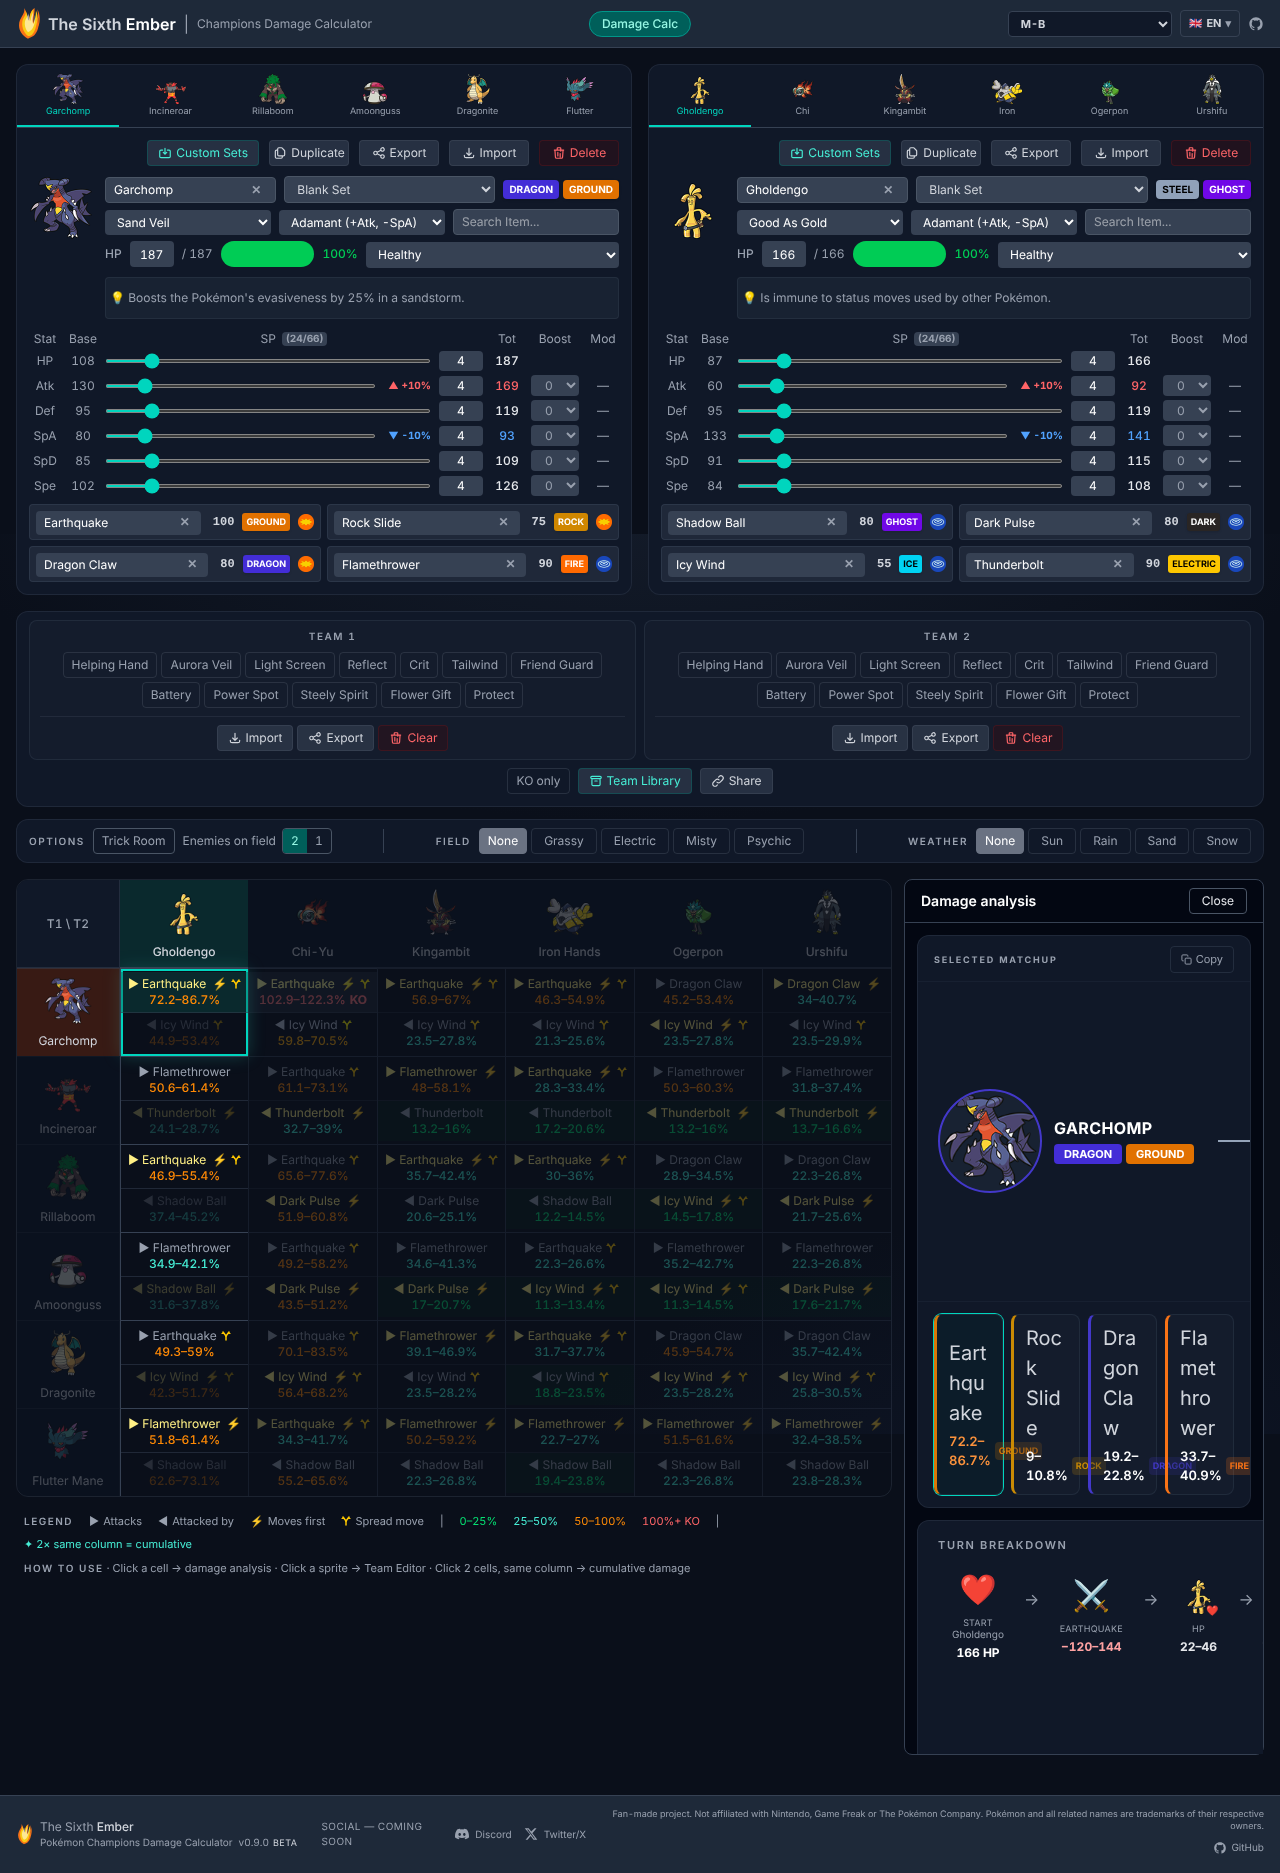 The Sixth Ember | Champions Damage Calculator Damage Calc M-B EN ▾
Garchomp Incineroar Rillaboom Amoonguss Dragonite Flutter
Custom Sets Duplicate Export Import Delete
Garchomp ✕ Blank Set DRAGON GROUND
Sand Veil Adamant (+Atk, -SpA) Search Item...
HP 187 / 187 100% Healthy
Boosts the Pokémon's evasiveness by 25% in a sandstorm.
Stat Base SP (24/66) Tot Boost Mod
HP 108 4 187
Atk 130 ▲ +10% 4 169 0 —
Def 95 4 119 0 —
SpA 80 ▼ -10% 4 93 0 —
SpD 85 4 109 0 —
Spe 102 4 126 0 —
Earthquake ✕ 100 GROUND Rock Slide ✕ 75 ROCK
Dragon Claw ✕ 80 DRAGON Flamethrower ✕ 90 FIRE
Gholdengo Chi Kingambit Iron Ogerpon Urshifu
Custom Sets Duplicate Export Import Delete
Gholdengo ✕ Blank Set STEEL GHOST
Good As Gold Adamant (+Atk, -SpA) Search Item...
HP 166 / 166 100% Healthy
Is immune to status moves used by other Pokémon.
Stat Base SP (24/66) Tot Boost Mod
HP 87 4 166
Atk 60 ▲ +10% 4 92 0 —
Def 95 4 119 0 —
SpA 133 ▼ -10% 4 141 0 —
SpD 91 4 115 0 —
Spe 84 4 108 0 —
Shadow Ball ✕ 80 GHOST Dark Pulse ✕ 80 DARK
Icy Wind ✕ 55 ICE Thunderbolt ✕ 90 ELECTRIC
TEAM 1
Helping Hand Aurora Veil Light Screen Reflect Crit Tailwind Friend Guard
Battery Power Spot Steely Spirit Flower Gift Protect
Import Export Clear
TEAM 2
Helping Hand Aurora Veil Light Screen Reflect Crit Tailwind Friend Guard
Battery Power Spot Steely Spirit Flower Gift Protect
Import Export Clear
KO only Team Library Share
OPTIONS Trick Room Enemies on field 2 1 FIELD None Grassy Electric Misty Psychic WEATHER None Sun Rain Sand Snow
T1 \ T2 Gholdengo Chi-Yu Kingambit Iron Hands Ogerpon Urshifu
Garchomp
▶ Earthquake ▶ Earthquake ▶ Earthquake ▶ Earthquake ▶ Dragon Claw ▶ Dragon Claw
72.2–86.7% 102.9–122.3% KO 56.9–67% 46.3–54.9% 45.2–53.4% 34–40.7%
◀ Icy Wind ◀ Icy Wind ◀ Icy Wind ◀ Icy Wind ◀ Icy Wind ◀ Icy Wind
44.9–53.4% 59.8–70.5% 23.5–27.8% 21.3–25.6% 23.5–27.8% 23.5–29.9%
Incineroar
▶ Flamethrower ▶ Earthquake ▶ Flamethrower ▶ Earthquake ▶ Flamethrower ▶ Flamethrower
50.6–61.4% 61.1–73.1% 48–58.1% 28.3–33.4% 50.3–60.3% 31.8–37.4%
◀ Thunderbolt ◀ Thunderbolt ◀ Thunderbolt ◀ Thunderbolt ◀ Thunderbolt ◀ Thunderbolt
24.1–28.7% 32.7–39% 13.2–16% 17.2–20.6% 13.2–16% 13.7–16.6%
Rillaboom
▶ Earthquake ▶ Earthquake ▶ Earthquake ▶ Earthquake ▶ Dragon Claw ▶ Dragon Claw
46.9–55.4% 65.6–77.6% 35.7–42.4% 30–36% 28.9–34.5% 22.3–26.8%
◀ Shadow Ball ◀ Dark Pulse ◀ Dark Pulse ◀ Shadow Ball ◀ Icy Wind ◀ Dark Pulse
37.4–45.2% 51.9–60.8% 20.6–25.1% 12.2–14.5% 14.5–17.8% 21.7–25.6%
Amoonguss
▶ Flamethrower ▶ Earthquake ▶ Flamethrower ▶ Earthquake ▶ Flamethrower ▶ Flamethrower
34.9–42.1% 49.2–58.2% 34.6–41.3% 22.3–26.6% 35.2–42.7% 22.3–26.8%
◀ Shadow Ball ◀ Dark Pulse ◀ Dark Pulse ◀ Icy Wind ◀ Icy Wind ◀ Dark Pulse
31.6–37.8% 43.5–51.2% 17–20.7% 11.3–13.4% 11.3–14.5% 17.6–21.7%
Dragonite
▶ Earthquake ▶ Earthquake ▶ Flamethrower ▶ Earthquake ▶ Dragon Claw ▶ Dragon Claw
49.3–59% 70.1–83.5% 39.1–46.9% 31.7–37.7% 45.9–54.7% 35.7–42.4%
◀ Icy Wind ◀ Icy Wind ◀ Icy Wind ◀ Icy Wind ◀ Icy Wind ◀ Icy Wind
42.3–51.7% 56.4–68.2% 23.5–28.2% 18.8–23.5% 23.5–28.2% 25.8–30.5%
Flutter Mane
▶ Flamethrower ▶ Earthquake ▶ Flamethrower ▶ Flamethrower ▶ Flamethrower ▶ Flamethrower
51.8–61.4% 34.3–41.7% 50.2–59.2% 22.7–27% 51.5–61.6% 32.4–38.5%
◀ Shadow Ball ◀ Shadow Ball ◀ Shadow Ball ◀ Shadow Ball ◀ Shadow Ball ◀ Shadow Ball
62.6–73.1% 55.2–65.6% 22.3–26.8% 19.4–23.8% 22.3–26.8% 23.8–28.3%
LEGEND ▶ Attacks ◀ Attacked by ⚡ Moves first Spread move | 0–25% 25–50% 50–100% 100%+ KO |
✦ 2× same column = cumulative
HOW TO USE · Click a cell → damage analysis · Click a sprite → Team Editor · Click 2 cells, same column → cumulative damage
Damage analysis Close
SELECTED MATCHUP Copy
GARCHOMP
DRAGON GROUND
Earthquake 72.2–86.7% GROUND
Rock Slide 9–10.8% ROCK
Dragon Claw 19.2–22.8% DRAGON
Flamethrower 33.7–40.9% FIRE
TURN BREAKDOWN
→ → →
START EARTHQUAKE HP
Gholdengo −120–144 22–46
166 HP
The Sixth Ember
Pokémon Champions Damage Calculator v0.9.0 BETA
SOCIAL — COMING
SOON
Discord Twitter/X
Fan-made project. Not affiliated with Nintendo, Game Freak or The Pokémon Company. Pokémon and all related names are trademarks of their respective
owners.
GitHub